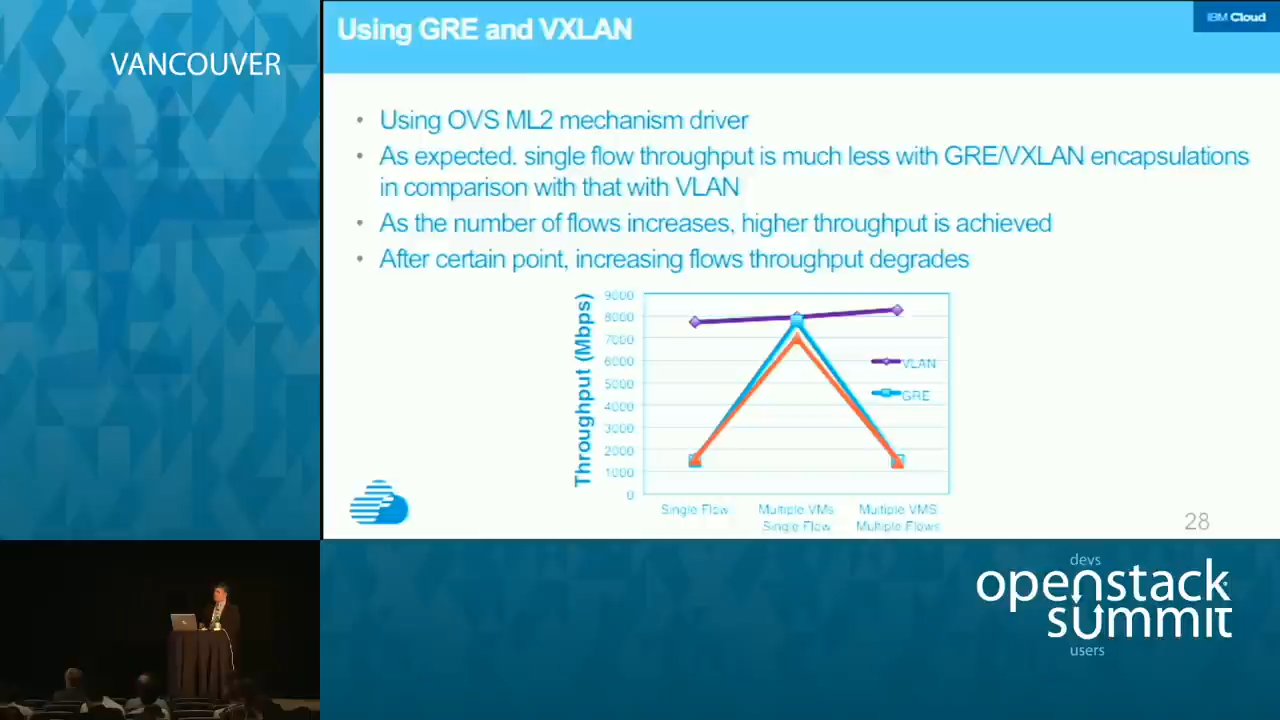 VANCOUVER
Using GRE and VXLAN
IBM Cloud
• Using OVS ML2 mechanism driver
• As expected. single flow throughput is much less with GRE/VXLAN encapsulations
in comparison with that with VLAN
• As the number of flows increases, higher throughput is achieved
• After certain point, increasing flows throughput degrades
Throughput (Mbps)
9000
8000
7000
6000
5000
4000
3000
2000
1000
0
VLAN
GRE
Single Flow
Multiple VMs
Single Flow
Multiple VMS
Multiple Flows
28
devs
openstack
summit
users